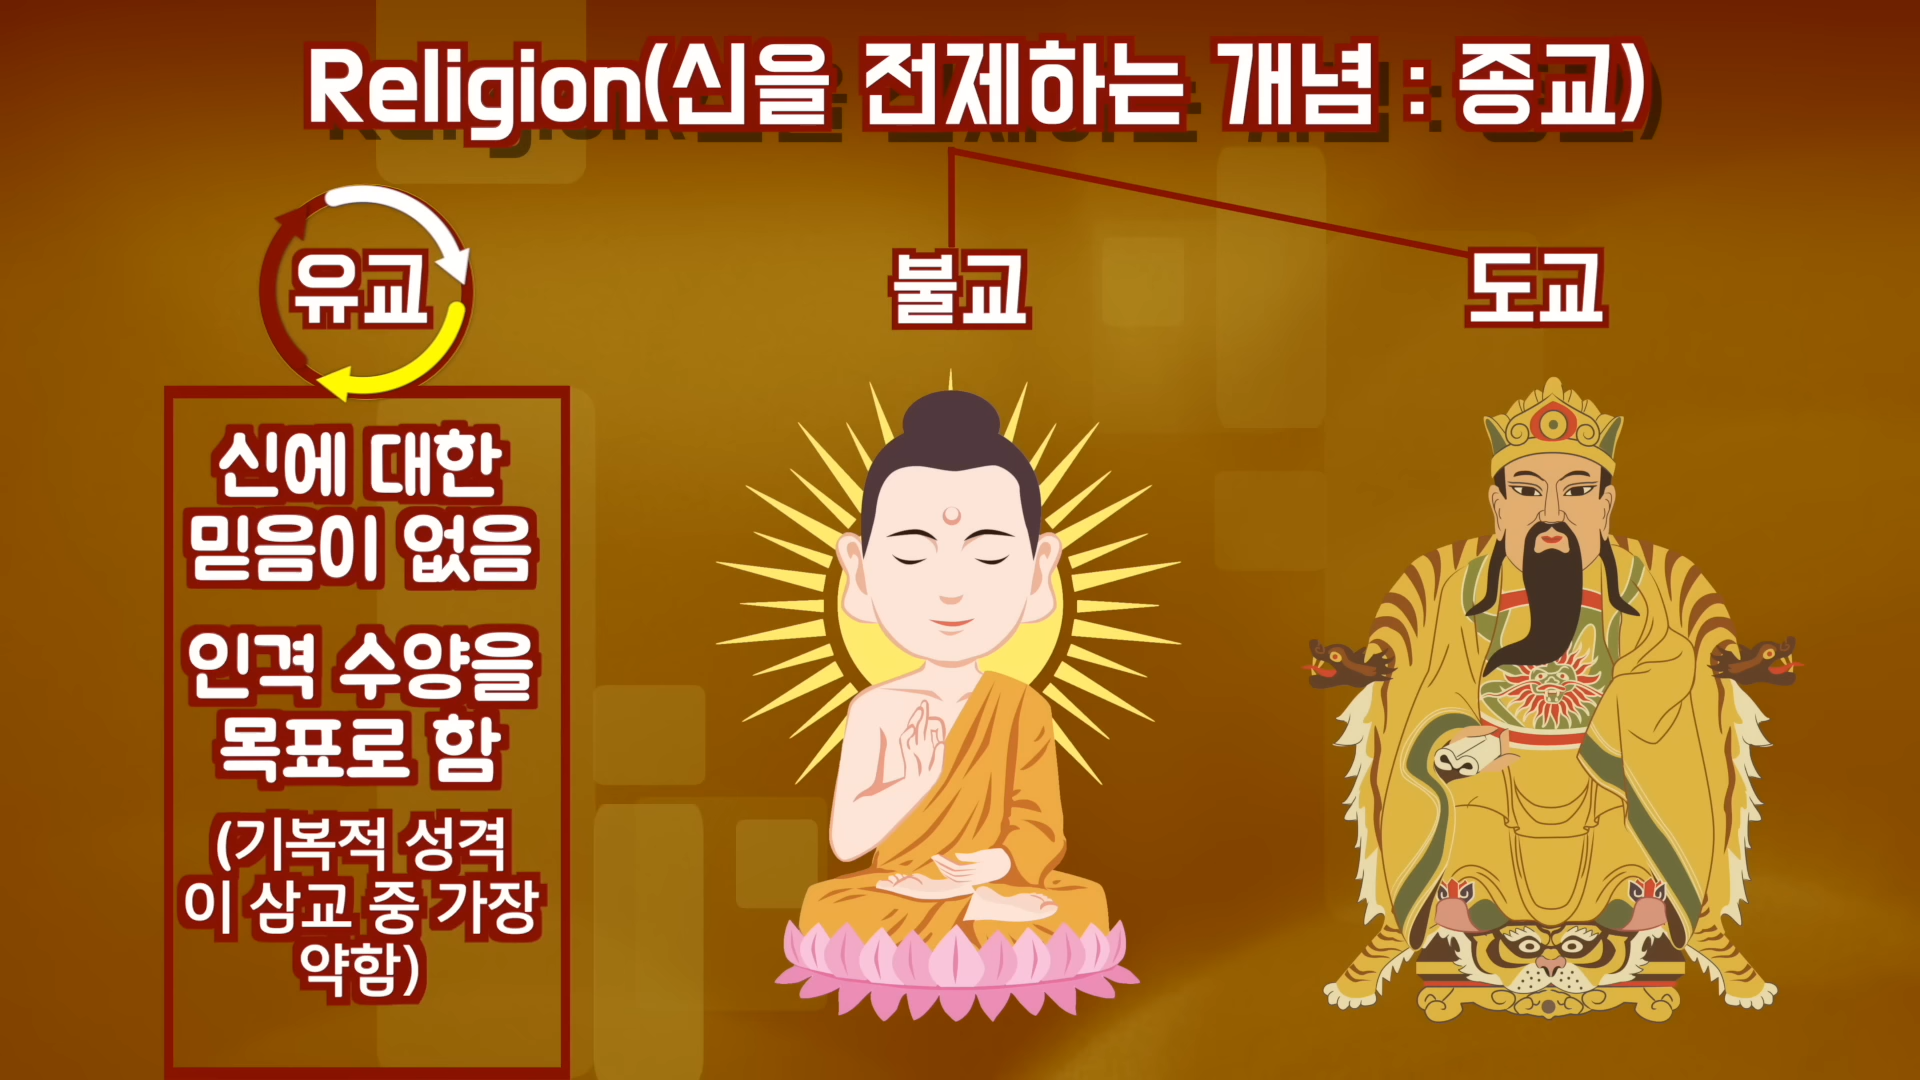 Religion(신을 전제하는 개념 : 종교)
유교
불교
도교
신에 대한
믿음이 없음
인격 수양을
목표로 함
(기복적 성격
이 삼교 중 가장
약함)